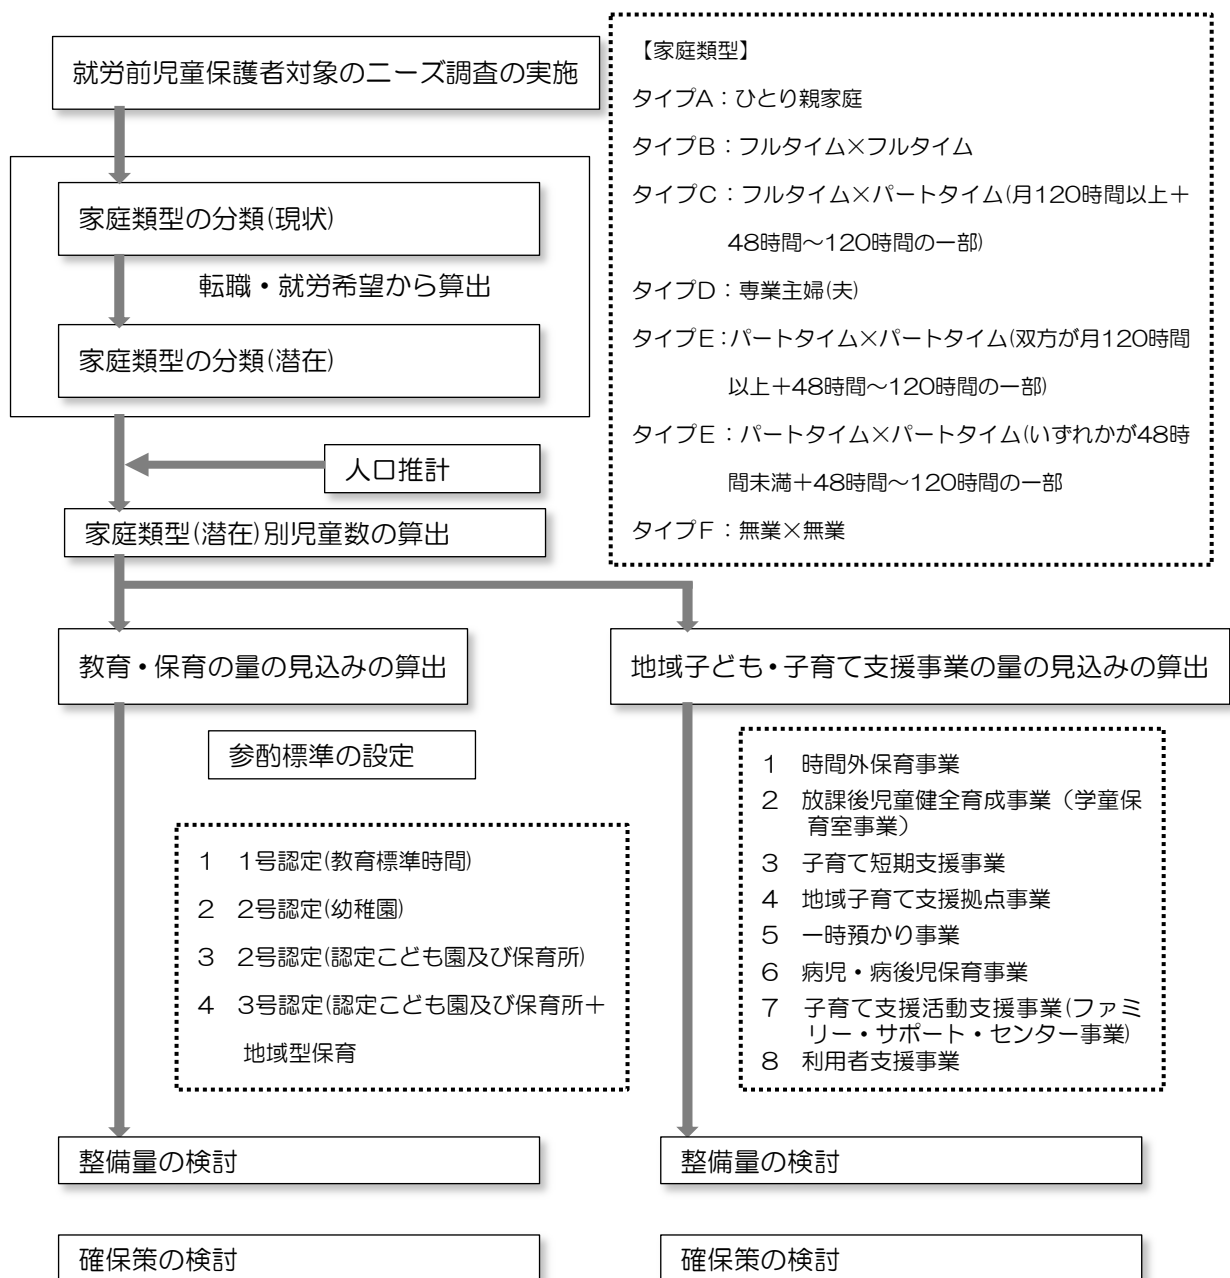 就労前児童保護者対象のニーズ調査の実施
家庭類型の分類(現状)
転職・就労希望から算出
家庭類型の分類(潜在)
人口推計
家庭類型(潜在)別児童数の算出
【家庭類型】
タイプA：ひとり親家庭
タイプB：フルタイム×フルタイム
タイプC：フルタイム×パートタイム(月120時間以上＋
48時間～120時間の一部)
タイプD：専業主婦(夫)
タイプE：パートタイム×パートタイム(双方が月120時間
以上＋48時間～120時間の一部)
タイプE：パートタイム×パートタイム(いずれかが48時
間未満＋48時間～120時間の一部
タイプF：無業×無業
教育・保育の量の見込みの算出
参酌標準の設定
1　1号認定(教育標準時間)
2　2号認定(幼稚園)
3　2号認定(認定こども園及び保育所)
4　3号認定(認定こども園及び保育所＋
地域型保育
整備量の検討
確保策の検討
地域子ども・子育て支援事業の量の見込みの算出
1　時間外保育事業
2　放課後児童健全育成事業（学童保
育室事業）
3　子育て短期支援事業
4　地域子育て支援拠点事業
5　一時預かり事業
6　病児・病後児保育事業
7　子育て支援活動支援事業(ファミ
リー・サポート・センター事業)
8　利用者支援事業
整備量の検討
確保策の検討